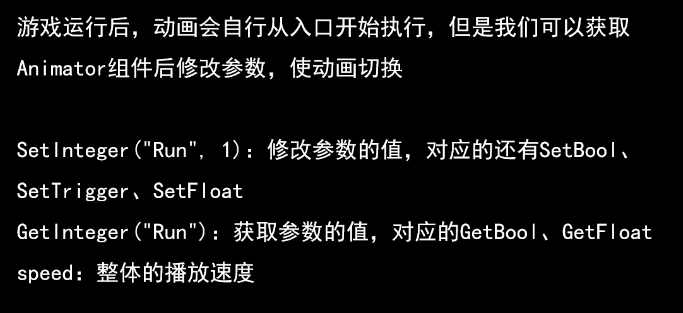 游戏运行后，动画会自行从入口开始执行，但是我们可以获取
Animator组件后修改参数，使动画切换
SetInteger("Run", 1)：修改参数的值，对应的还有SetBool、
SetTrigger、SetFloat
GetInteger("Run")：获取参数的值，对应的GetBool、GetFloat
speed：整体的播放速度